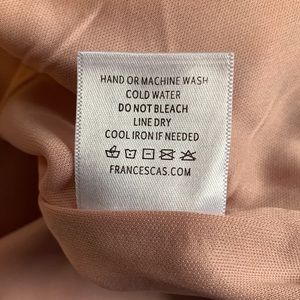 HAND OR MACHINE WASH
COLD WATER
DO NOT BLEACH
LINE DRY
COOL IRON IF NEEDED
FRANCESCAS.COM